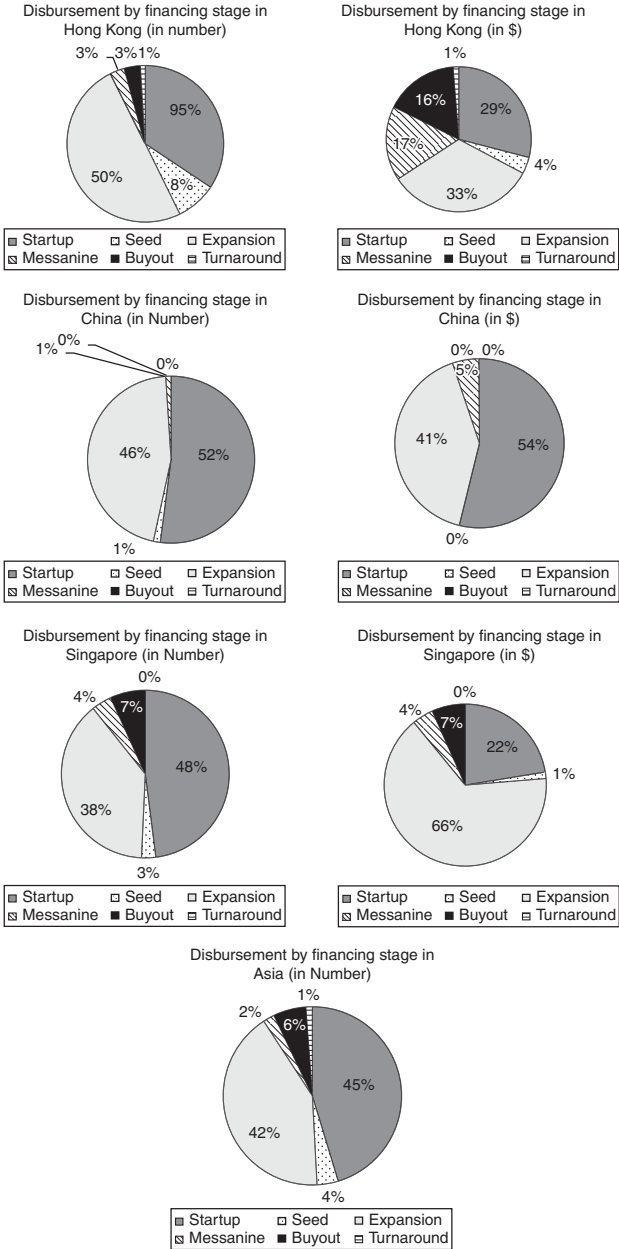 Disbursement by financing stage in
Hong Kong (in number)
3% 3% 1%
95%
8%
50%
Startup Seed Expansion
Messanine Buyout Turnaround
Disbursement by financing stage in
Hong Kong (in $)
1%
16% 29%
17%
4%
33%
Startup Seed Expansion
Messanine Buyout Turnaround
Disbursement by financing stage in
China (in Number)
1% 0% 0%
46% 52%
1%
Startup Seed Expansion
Messanine Buyout Turnaround
Disbursement by financing stage in
China (in $)
0% 0%
5%
41% 54%
0%
Startup Seed Expansion
Messanine Buyout Turnaround
Disbursement by financing stage in
Singapore (in Number)
0%
4% 7%
48%
38%
3%
Startup Seed Expansion
Messanine Buyout Turnaround
Disbursement by financing stage in
Singapore (in $)
0%
4% 7%
22%
1%
66%
Startup Seed Expansion
Messanine Buyout Turnaround
Disbursement by financing stage in
Asia (in Number)
1%
2% 6%
45%
42%
4%
Startup Seed Expansion
Messanine Buyout Turnaround